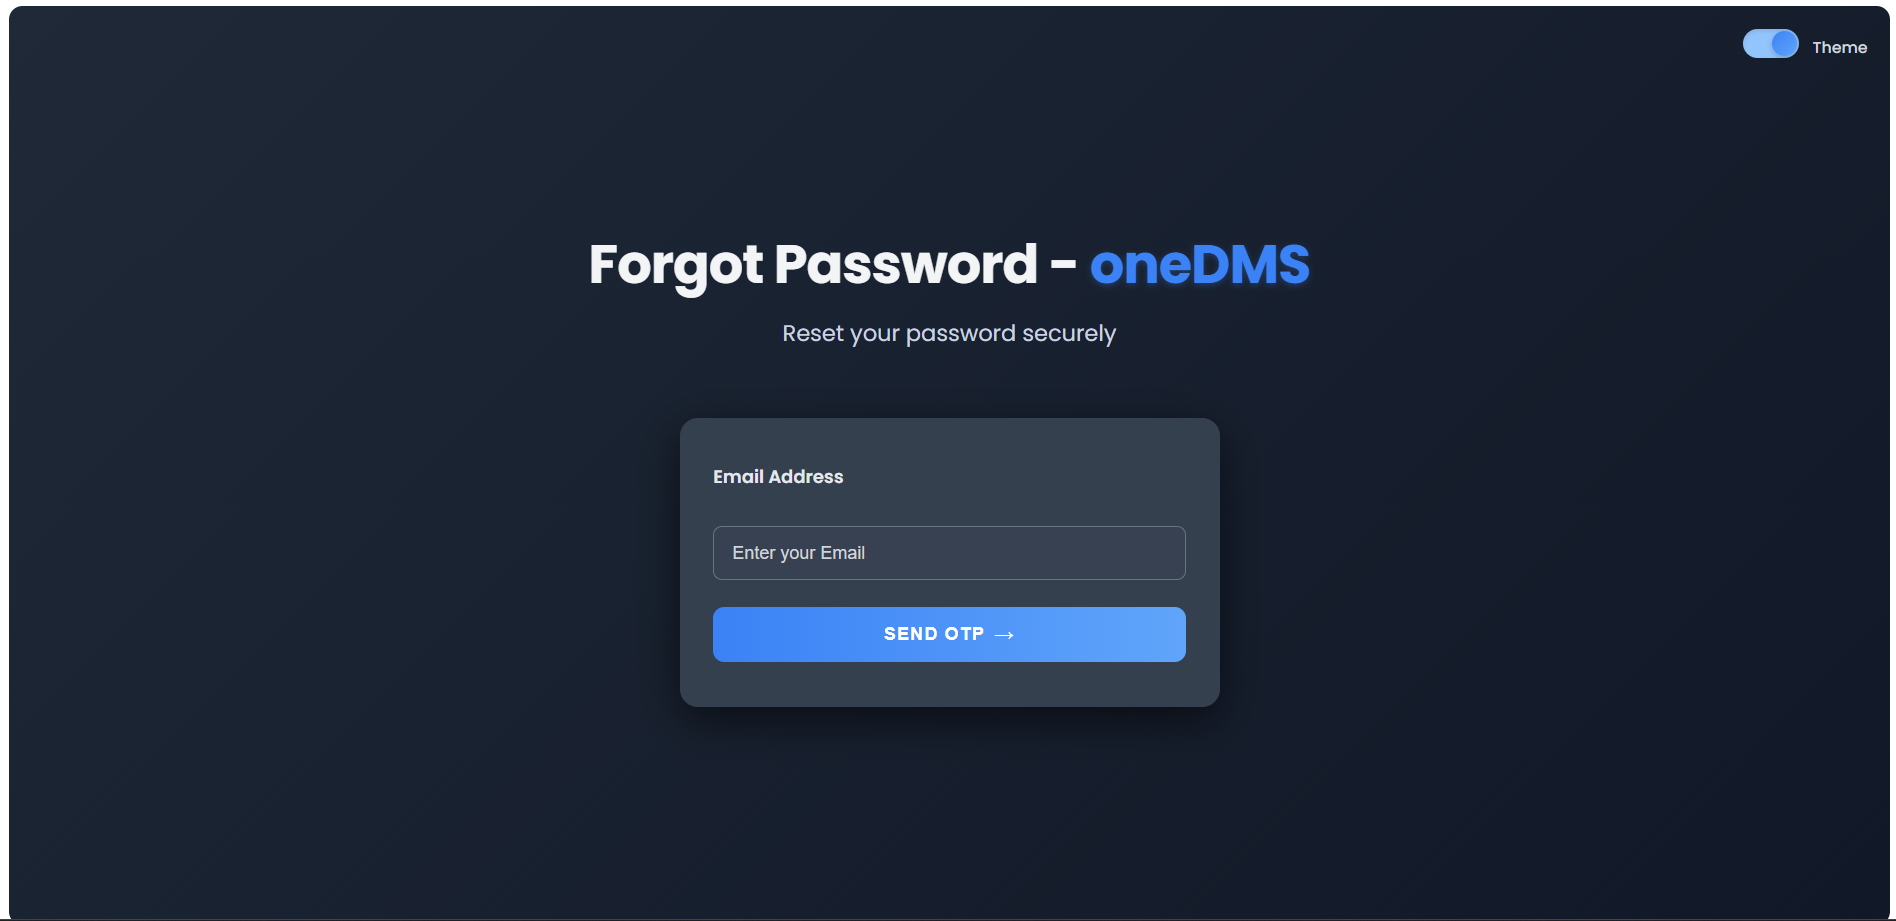 Theme
Forgot Password - oneDMS
Reset your password securely
Email Address
Enter your Email
SEND OTP →